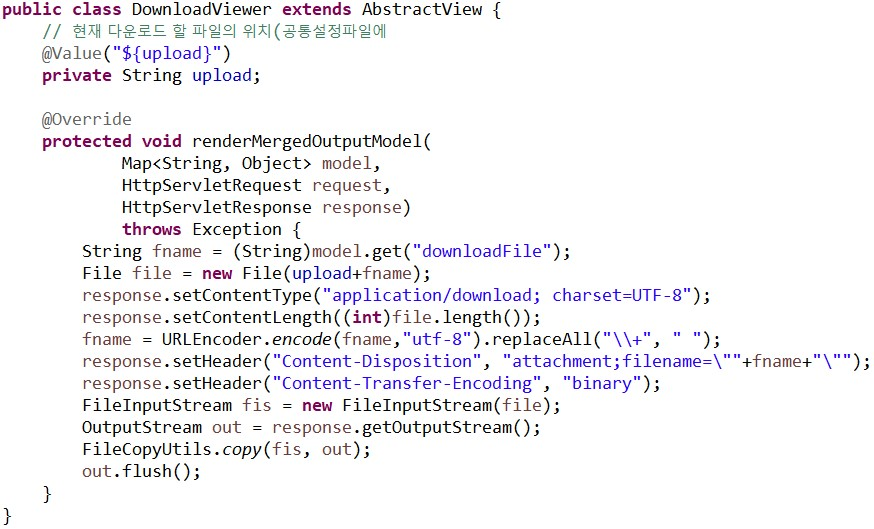 public class DownloadViewer extends AbstractView {
// 현재 다운로드 할 파일의 위치(공통설정파일에
@Value("${upload}")
private String upload;
@Override
protected void renderMergedOutputModel(
Map<String, Object> model,
HttpServletRequest request,
HttpServletResponse response)
throws Exception {
String fname = (String)model.get("downloadFile");
File file = new File(upload+fname);
response.setContentType("application/download; charset=UTF-8");
response.setContentLength((int)file.length());
fname = URLEncoder.encode(fname,"utf-8").replaceAll("\\+", " ");
response.setHeader("Content-Disposition", "attachment;filename=\""+fname+"\"");
response.setHeader("Content-Transfer-Encoding", "binary");
FileInputStream fis = new FileInputStream(file);
OutputStream out = response.getOutputStream();
FileCopyUtils.copy(fis, out);
out.flush();
}
}